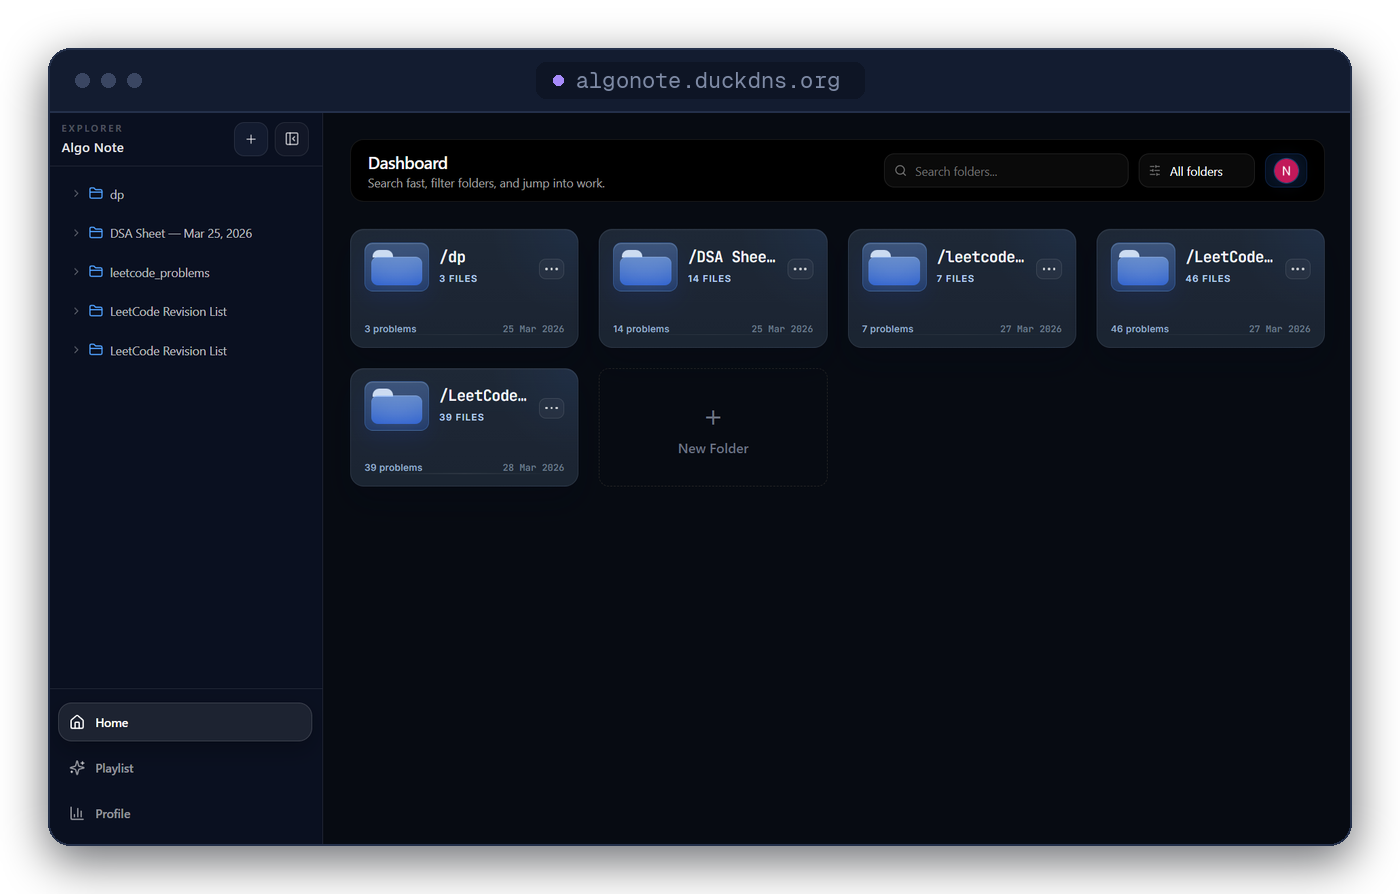 algonote.duckdns.org
EXPLORER
Algo Note
dp
DSA Sheet — Mar 25, 2026
leetcode_problems
LeetCode Revision List
LeetCode Revision List
Home
Playlist
Profile
Dashboard
Search fast, filter folders, and jump into work.
Search folders...
All folders
N
/dp
3 FILES
3 problems
25 Mar 2026
/DSA Shee…
14 FILES
14 problems
25 Mar 2026
/leetcode…
7 FILES
7 problems
27 Mar 2026
/LeetCode…
46 FILES
46 problems
27 Mar 2026
/LeetCode…
39 FILES
39 problems
28 Mar 2026
New Folder